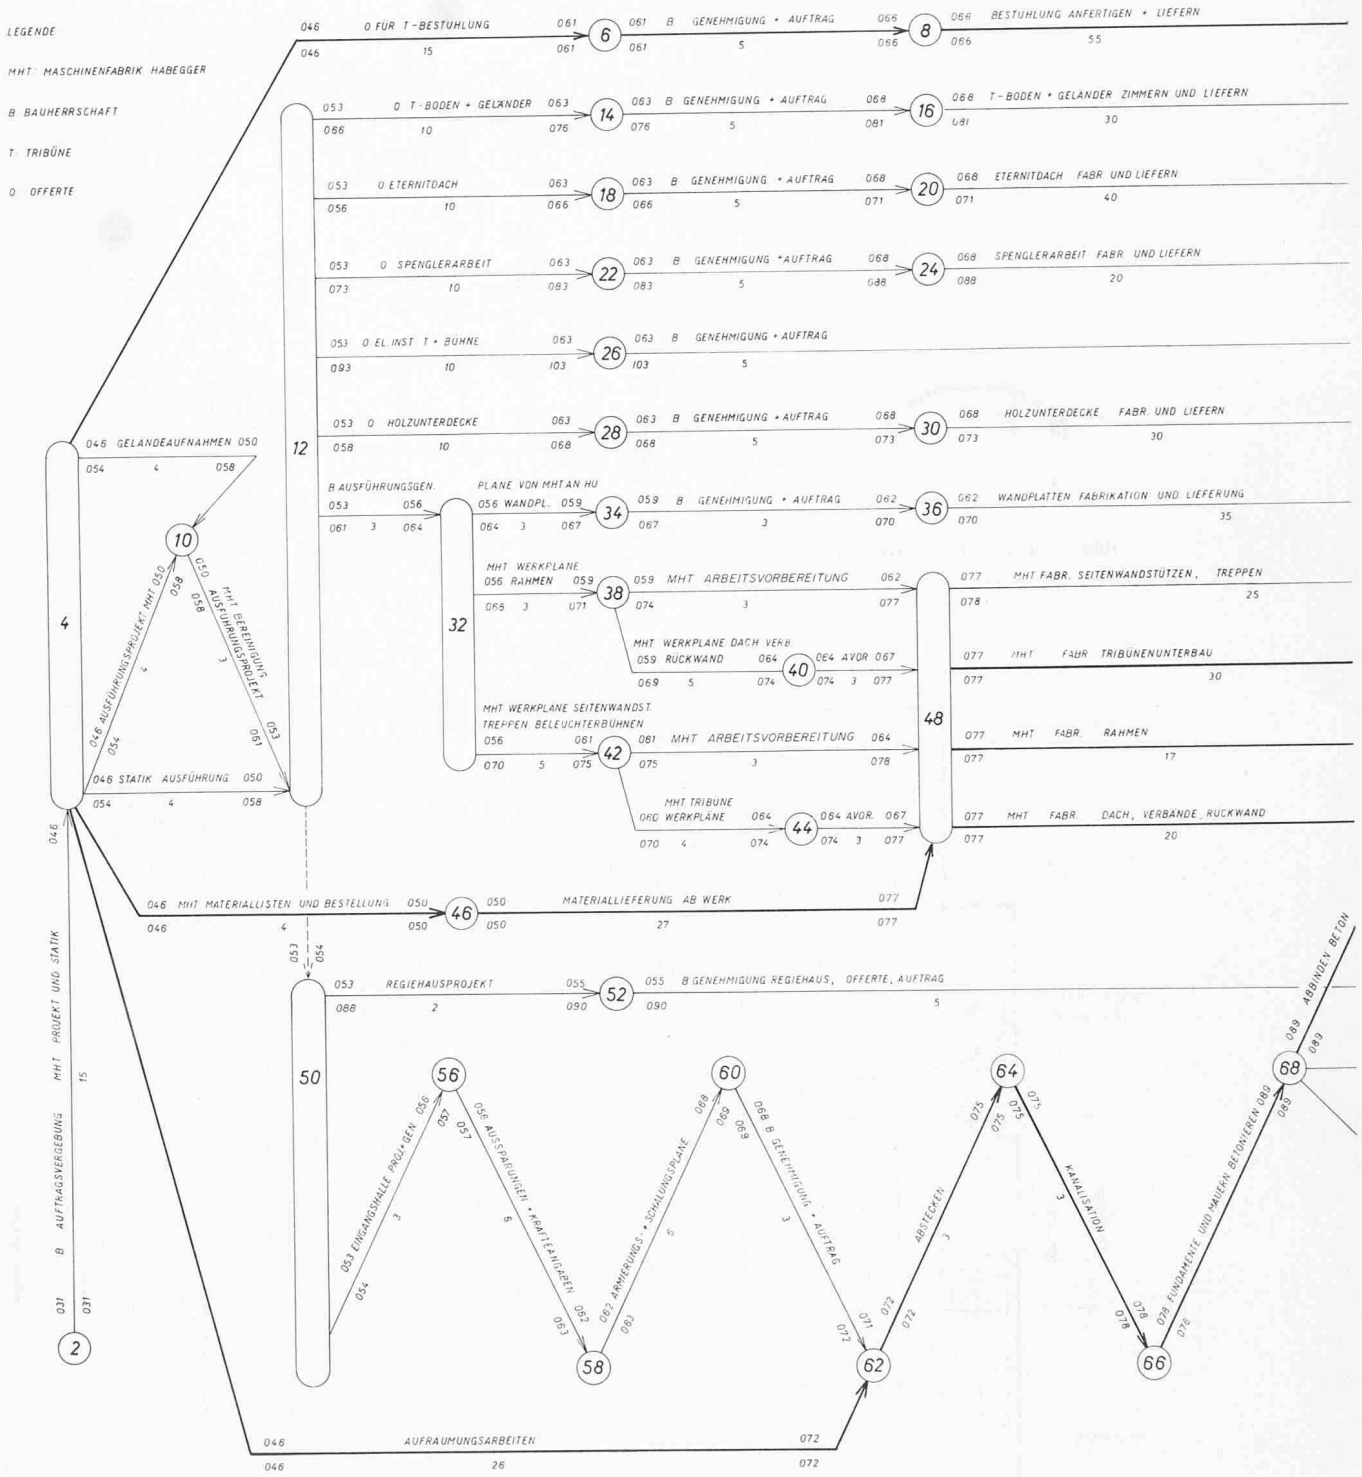 LEGENDE
MHT: MASCHINENFABRIK HABEGGER
B BAUHERRSCHAFT
T: TRIBÜNE
O OFFERTE
046 O FÜR T-BESTUHLUNG 061
046 15 061
6
061 B GENEHMIGUNG + AUFTRAG 066
061 5 066
8
066 BESTUHLUNG ANFERTIGEN + LIEFERN
066 55
053 O T-BODEN + GELÄNDER 063
066 10 076
14
063 B GENEHMIGUNG + AUFTRAG 068
076 5 081
16
068 T-BODEN + GELÄNDER ZIMMERN UND LIEFERN
081 30
053 O ETERNITDACH 063
056 10 066
18
063 B GENEHMIGUNG + AUFTRAG 068
066 5 071
20
068 ETERNITDACH FABR UND LIEFERN
071 40
053 O SPENGLERARBEIT 063
073 10 083
22
063 B GENEHMIGUNG + AUFTRAG 068
083 5 088
24
068 SPENGLERARBEIT FABR. UND LIEFERN
088 20
053 O EL.INST T + BÜHNE 063
093 10 103
26
063 B GENEHMIGUNG + AUFTRAG
103 5
12
053 O HOLZUNTERDECKE 063
058 10 068
28
063 B GENEHMIGUNG + AUFTRAG 068
068 5 073
30
068 HOLZUNTERDECKE FABR. UND LIEFERN
073 30
046 GELÄNDEAUFNAHMEN 050
054 4 058
B AUSFÜHRUNGSGEN.
053 056
061 3 064
PLÄNE VON MHT AN HU
056 WANDPL. 059
064 3 067
34
059 B GENEHMIGUNG + AUFTRAG 062
067 3 070
36
062 WANDPLATTEN FABRIKATION UND LIEFERUNG
070 35
10
046 AUSFÜHRUNGSPROJEKT MHT 050
054 4 058
050 MHT BEREINIGUNG
AUSFÜHRUNGSPROJEKT 053
058 3 061
4
32
MHT WERKPLÄNE
056 RAHMEN 059
068 3 071
38
059 MHT ARBEITSVORBEREITUNG 062
074 3 077
077 MHT FABR. SEITENWANDSTÜTZEN, TREPPEN
078 25
MHT WERKPLÄNE DACH VERB.
059 RÜCKWAND 064
069 5 074
40
064 AVOR 067
074 3 077
077 MHT FABR TRIBÜNENUNTERBAU
077 30
48
MHT WERKPLÄNE SEITENWANDST.
TREPPEN BELEUCHTERBÜHNEN
056 061
070 5 075
42
061 MHT ARBEITSVORBEREITUNG 064
075 3 078
077 MHT FABR. RAHMEN
077 17
046 STATIK AUSFÜHRUNG 050
054 4 058
MHT TRIBÜNE
060 WERKPLÄNE 064
070 4 074
44
064 AVOR. 067
074 3 077
077 MHT FABR. DACH, VERBÄNDE, RÜCKWAND
077 20
046 MHT MATERIALLISTEN UND BESTELLUNG 050
046 4 050
46
050 MATERIALLIEFERUNG AB WERK 077
050 27 077
053 054
031 B AUFTRAGSVERGEBUNG MHT PROJEKT UND STATIK 046
031 15
2
50
053 REGIEHAUSPROJEKT 055
088 2 090
52
055 B GENEHMIGUNG REGIEHAUS, OFFERTE, AUFTRAG
090 5
053 EINGANGSHALLE PROJ+GEN 056
054 3 057
56
056 AUSSPARUNGEN + KRÄFTEANGABEN 062
057 6 063
58
062 ARMIERUNGS- + SCHALUNGSPLÄNE 068
063 5 069
60
068 B GENEHMIGUNG + AUFTRAG 071
069 3 072
62
072 ABSTECKEN 075
072 3 075
64
075 KANALISATION 078
075 3 078
66
078 FUNDAMENTE UND MAUERN BETONIEREN 089
078 089
68
089 ABBINDEN BETON
089
046 AUFRÄUMUNGSARBEITEN 072
046 26 072